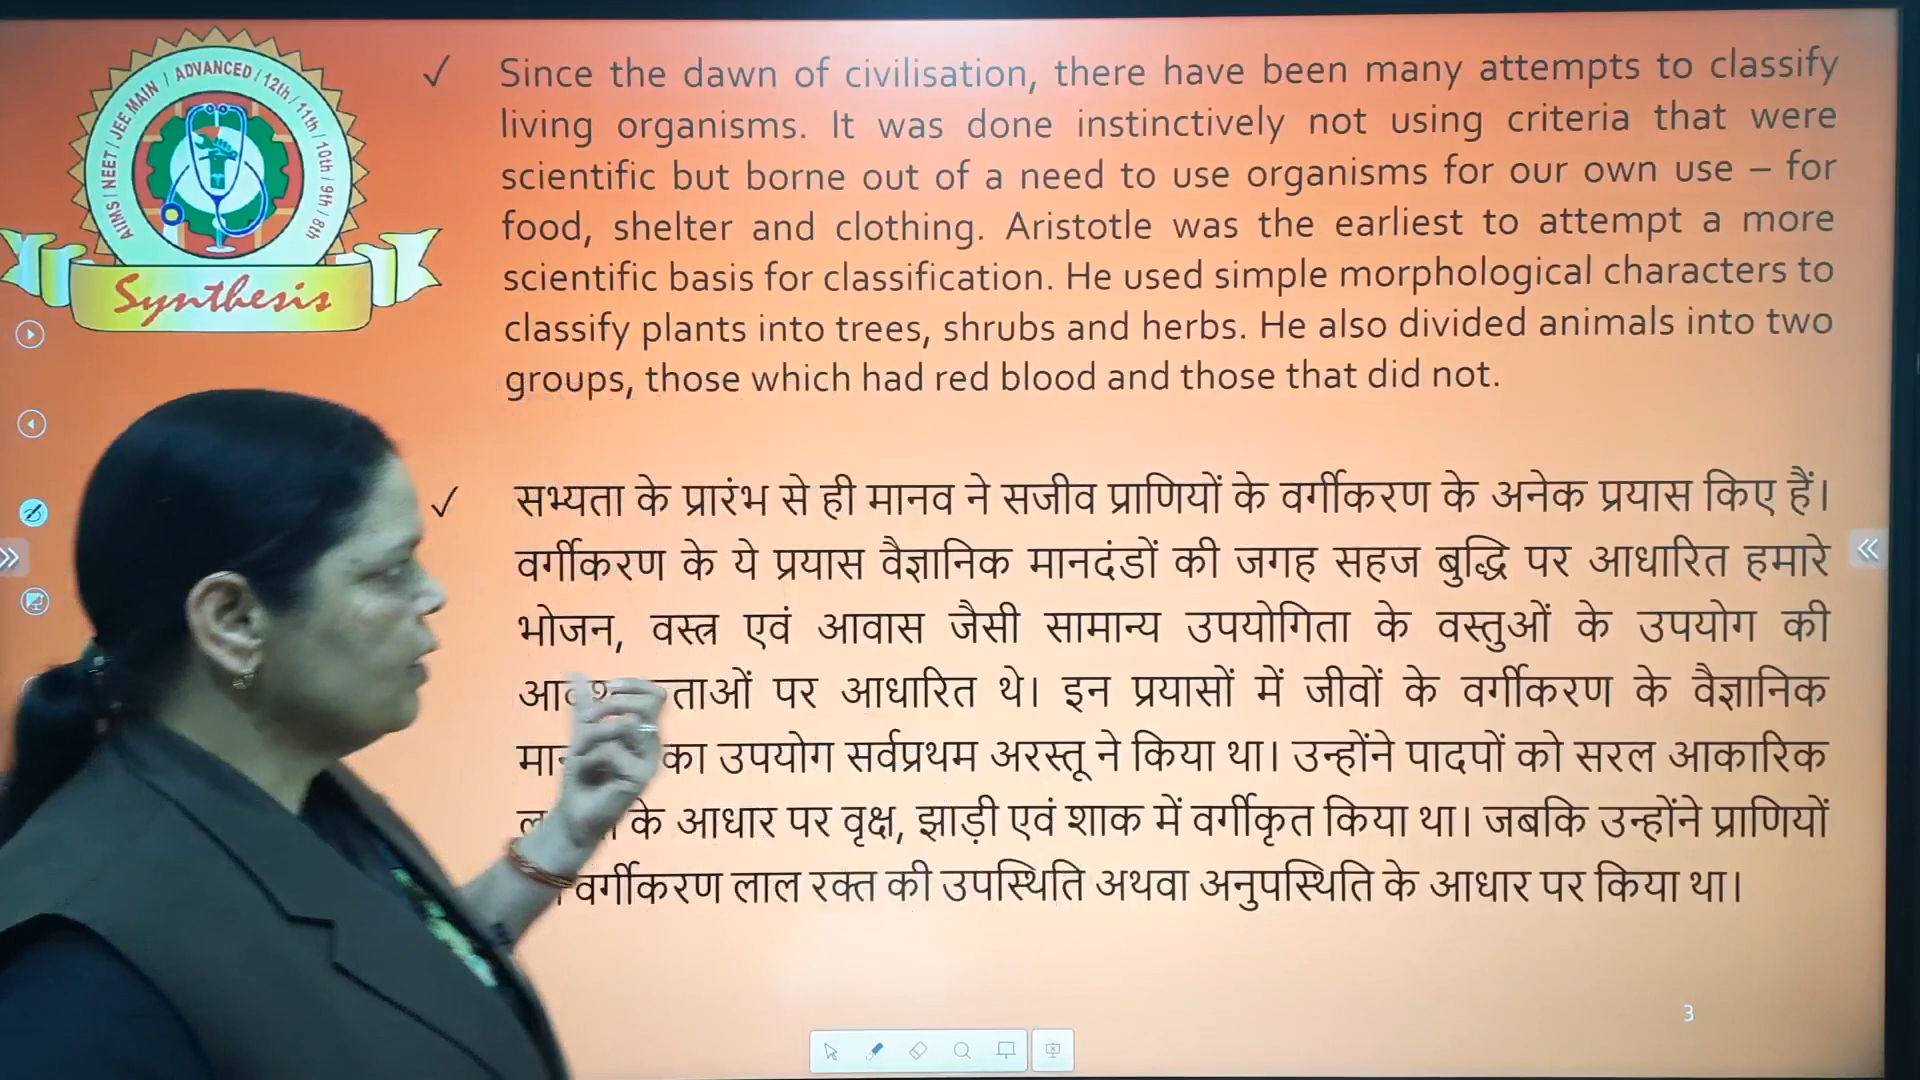 AIIMS | NEET / JEE MAIN | ADVANCED / 12th / 11th / 10th / 9th / 8th
Synthesis
✓ Since the dawn of civilisation, there have been many attempts to classify
living organisms. It was done instinctively not using criteria that were
scientific but borne out of a need to use organisms for our own use – for
food, shelter and clothing. Aristotle was the earliest to attempt a more
scientific basis for classification. He used simple morphological characters to
classify plants into trees, shrubs and herbs. He also divided animals into two
groups, those which had red blood and those that did not.
✓ सभ्यता के प्रारंभ से ही मानव ने सजीव प्राणियों के वर्गीकरण के अनेक प्रयास किए हैं।
वर्गीकरण के ये प्रयास वैज्ञानिक मानदंडों की जगह सहज बुद्धि पर आधारित हमारे
भोजन, वस्त्र एवं आवास जैसी सामान्य उपयोगिता के वस्तुओं के उपयोग की
पर आधारित थे। इन प्रयासों में जीवों के वर्गीकरण के वैज्ञानिक
का उपयोग सर्वप्रथम अरस्तू ने किया था। उन्होंने पादपों को सरल आकारिक
के आधार पर वृक्ष, झाड़ी एवं शाक में वर्गीकृत किया था। जबकि उन्होंने प्राणियों
वर्गीकरण लाल रक्त की उपस्थिति अथवा अनुपस्थिति के आधार पर किया था।
3